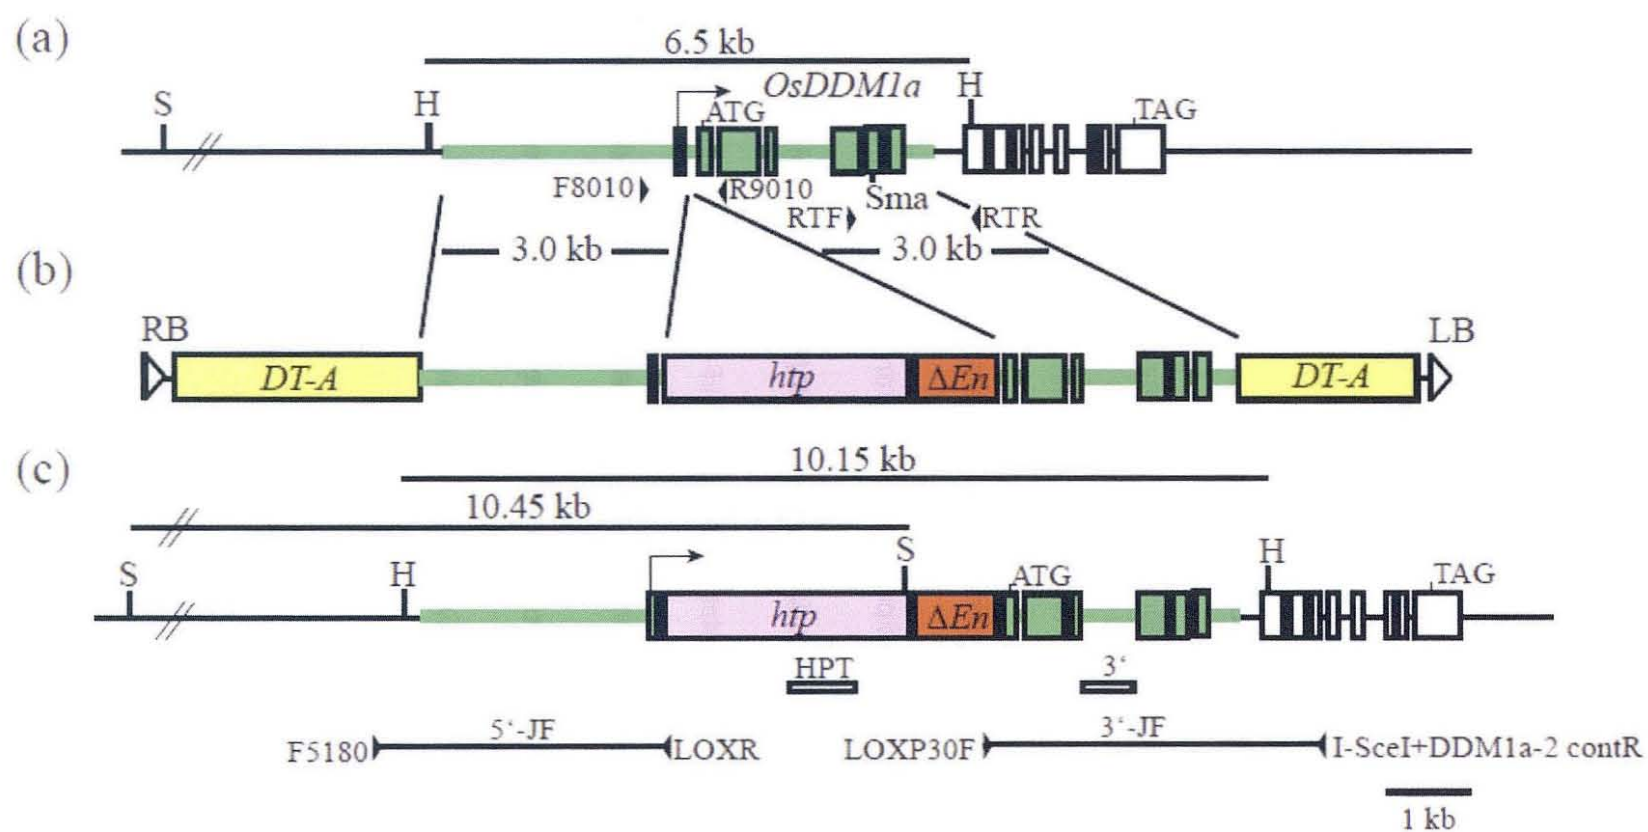 (a)
6.5 kb
S H OsDDM1a H
ATG TAG
F8010 R9010
RTF Sma RTR
3.0 kb 3.0 kb
(b)
RB LB
DT-A htp ΔEn DT-A
(c)
10.15 kb
10.45 kb
S H S H
ATG TAG
htp ΔEn
HPT 3‘
5‘-JF 3‘-JF
F5180 LOXR LOXP30F I-SceI+DDM1a-2 contR
1 kb